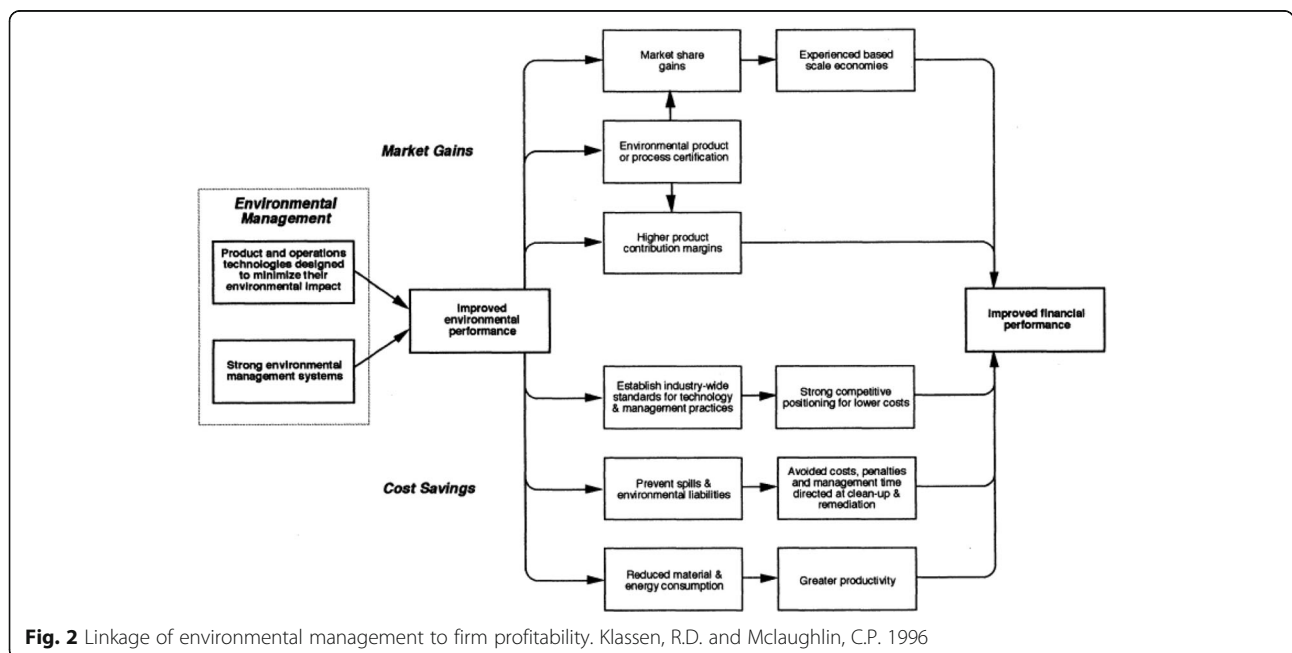 Market share
gains
Experienced based
scale economies
Market Gains
Environmental product
or process certification
Environmental
Management
Product and operations
technologies designed
to minimize their
environmental impact
Strong environmental
management systems
Higher product
contribution margins
Improved
environmental
performance
Improved financial
performance
Establish industry-wide
standards for technology
& management practices
Strong competitive
positioning for lower costs
Cost Savings
Prevent spills &
environmental liabilities
Avoided costs, penalties
and management time
directed at clean-up &
remediation
Reduced material &
energy consumption
Greater productivity
Fig. 2 Linkage of environmental management to firm profitability. Klassen, R.D. and Mclaughlin, C.P. 1996